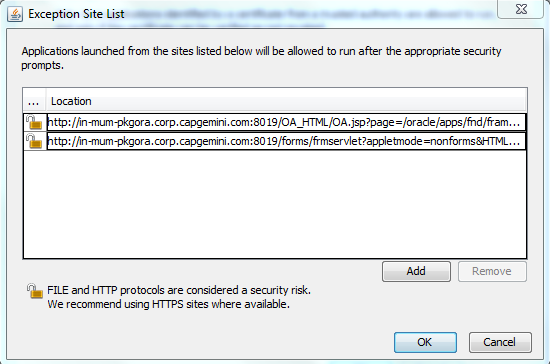 Exception Site List
Applications launched from the sites listed below will be allowed to run after the appropriate security
prompts.
... Location
http://in-mum-pkgora.corp.capgemini.com:8019/OA_HTML/OA.jsp?page=/oracle/apps/fnd/fram...
http://in-mum-pkgora.corp.capgemini.com:8019/forms/frmservlet?appletmode=nonforms&HTML...
Add Remove
FILE and HTTP protocols are considered a security risk.
We recommend using HTTPS sites where available.
OK Cancel